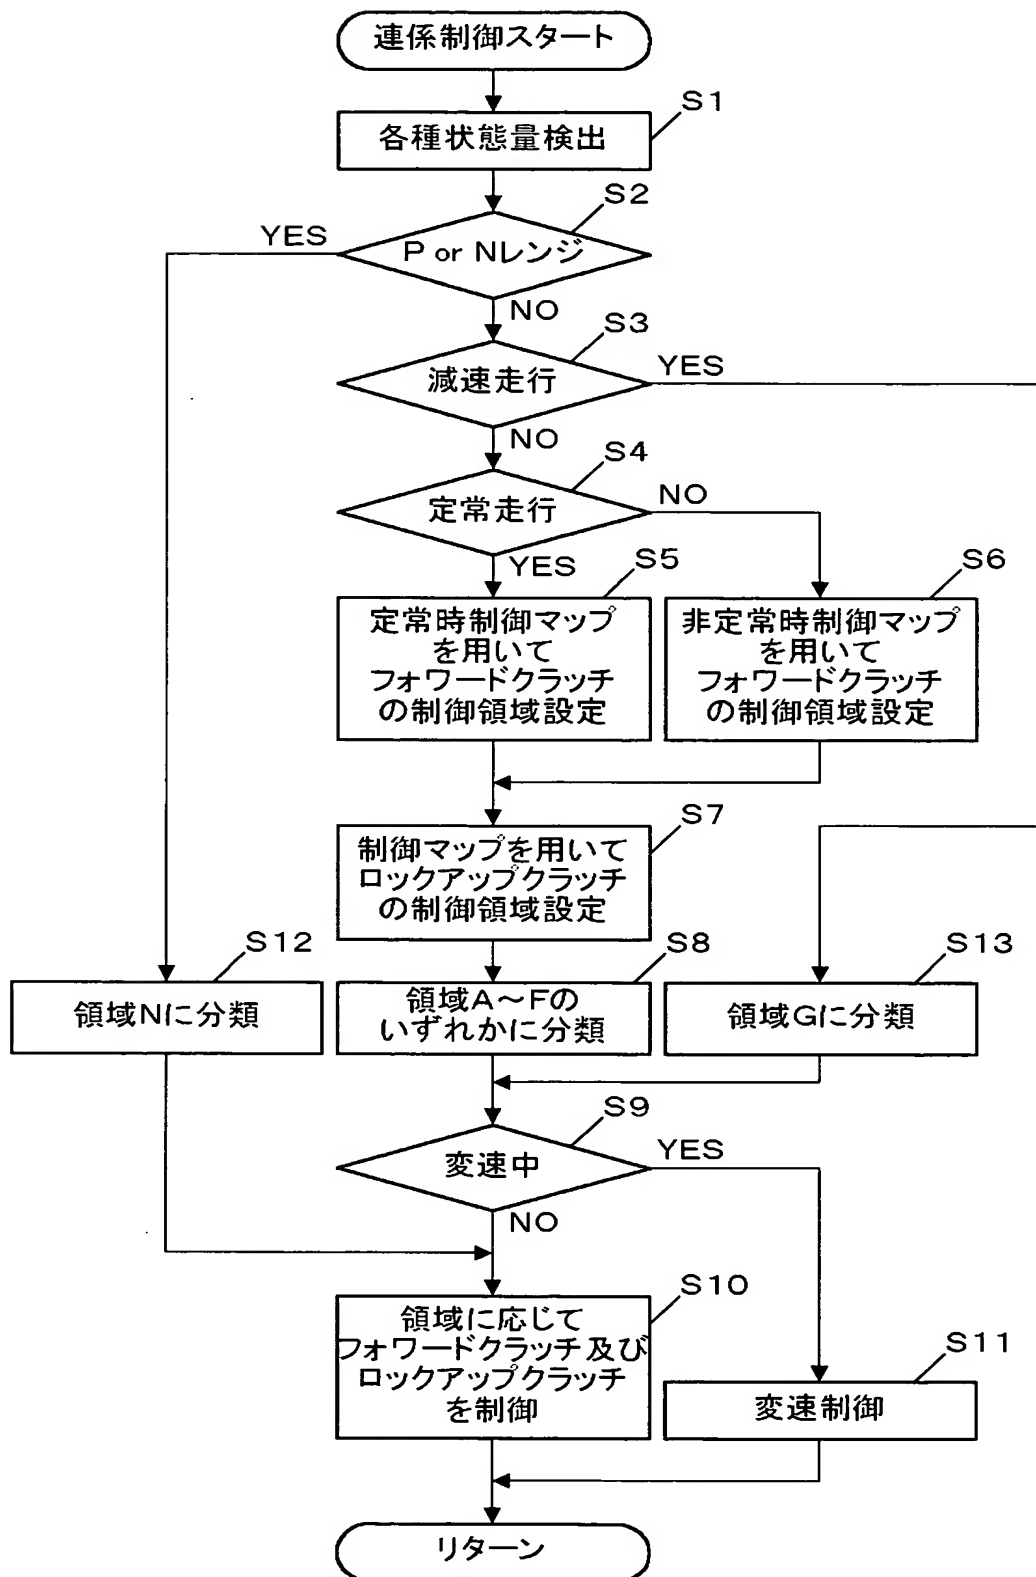 連係制御スタート
S1
各種状態量検出
S2
YES
P or Nレンジ
NO
S3
YES
減速走行
NO
S4
NO
定常走行
YES
S5
S6
定常時制御マップ
を用いて
フォワードクラッチ
の制御領域設定
非定常時制御マップ
を用いて
フォワードクラッチ
の制御領域設定
S7
制御マップを用いて
ロックアップクラッチ
の制御領域設定
S12
S8
S13
領域Nに分類
領域A～Fの
いずれかに分類
領域Gに分類
S9
YES
変速中
NO
S10
領域に応じて
フォワードクラッチ及び
ロックアップクラッチ
を制御
S11
変速制御
リターン